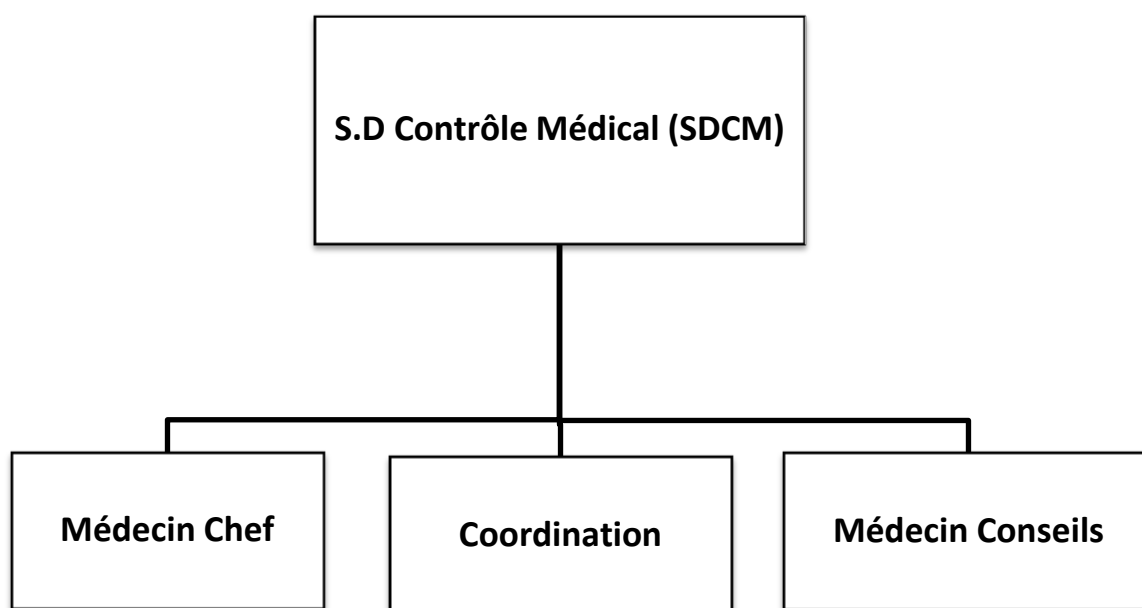 S.D Contrôle Médical (SDCM)
Médecin Chef
Coordination
Médecin Conseils